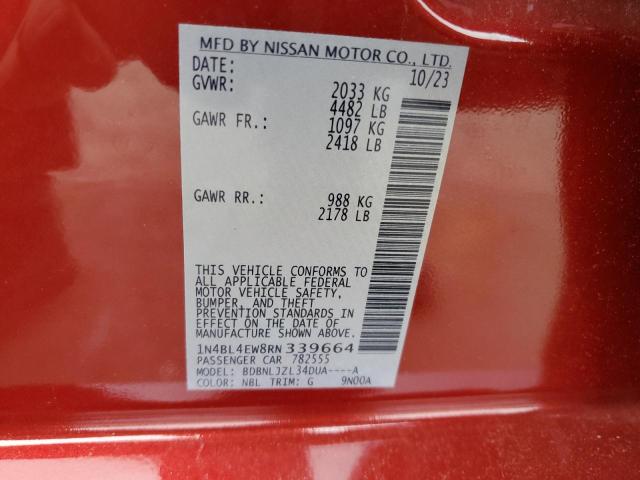 MFD BY NISSAN MOTOR CO., LTD.
DATE: 10/23
GVWR: 2033 KG
4482 LB
GAWR FR.: 1097 KG
2418 LB
GAWR RR.: 988 KG
2178 LB
THIS VEHICLE CONFORMS TO
ALL APPLICABLE FEDERAL
MOTOR VEHICLE SAFETY,
BUMPER, AND THEFT
PREVENTION STANDARDS IN
EFFECT ON THE DATE OF
MANUFACTURE SHOWN ABOVE.
1N4BL4EW8RN339664
PASSENGER CAR 782555
MODEL: BDBNLJZL34DUA----A
COLOR: NBL TRIM: G 9N00A